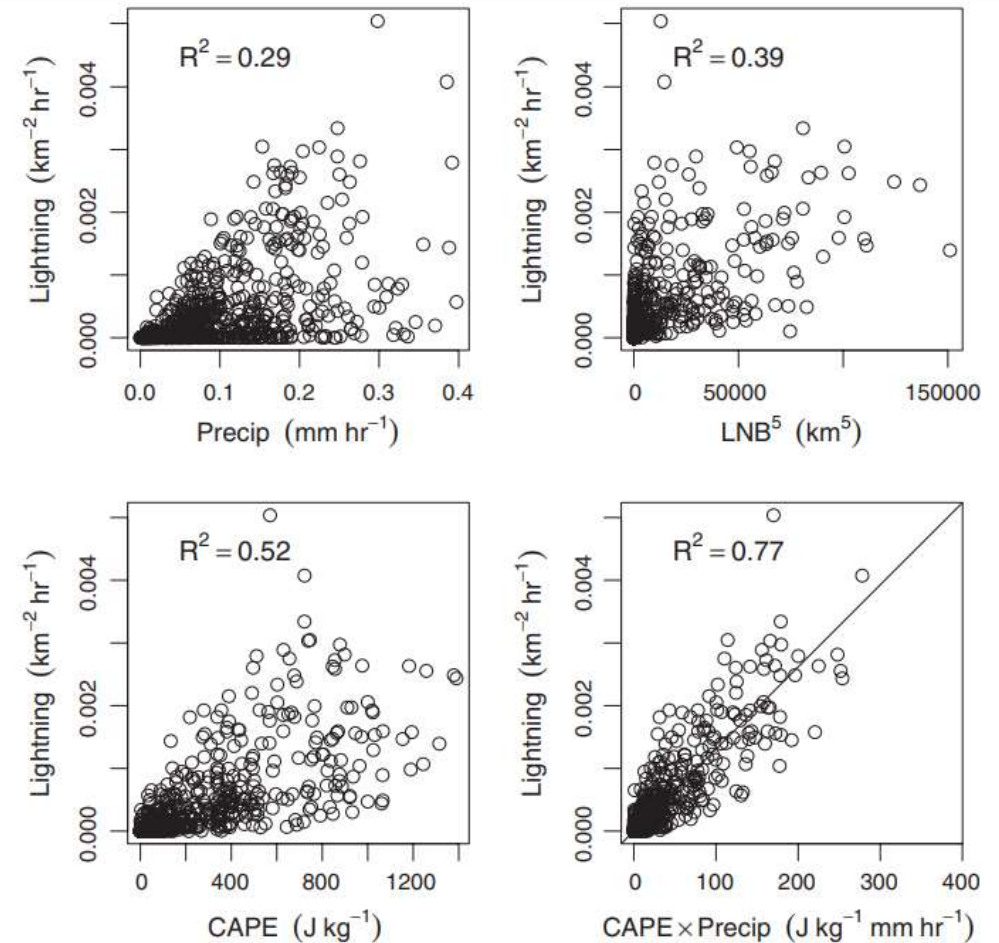 R² = 0.29
Lightning (km⁻² hr⁻¹)
0.004
0.002
0.000
0.0 0.1 0.2 0.3 0.4
Precip (mm hr⁻¹)
R² = 0.39
Lightning (km⁻² hr⁻¹)
0.004
0.002
0.000
0 50000 150000
LNB⁵ (km⁵)
R² = 0.52
Lightning (km⁻² hr⁻¹)
0.004
0.002
0.000
0 400 800 1200
CAPE (J kg⁻¹)
R² = 0.77
Lightning (km⁻² hr⁻¹)
0.004
0.002
0.000
0 100 200 300 400
CAPE × Precip (J kg⁻¹ mm hr⁻¹)